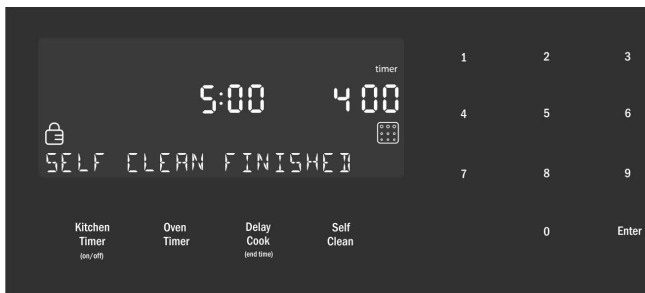 timer
5:00 400
SELF CLEAN FINISHED
1 2 3
4 5 6
7 8 9
0 Enter
Kitchen Timer (on/off)
Oven Timer
Delay Cook (end time)
Self Clean